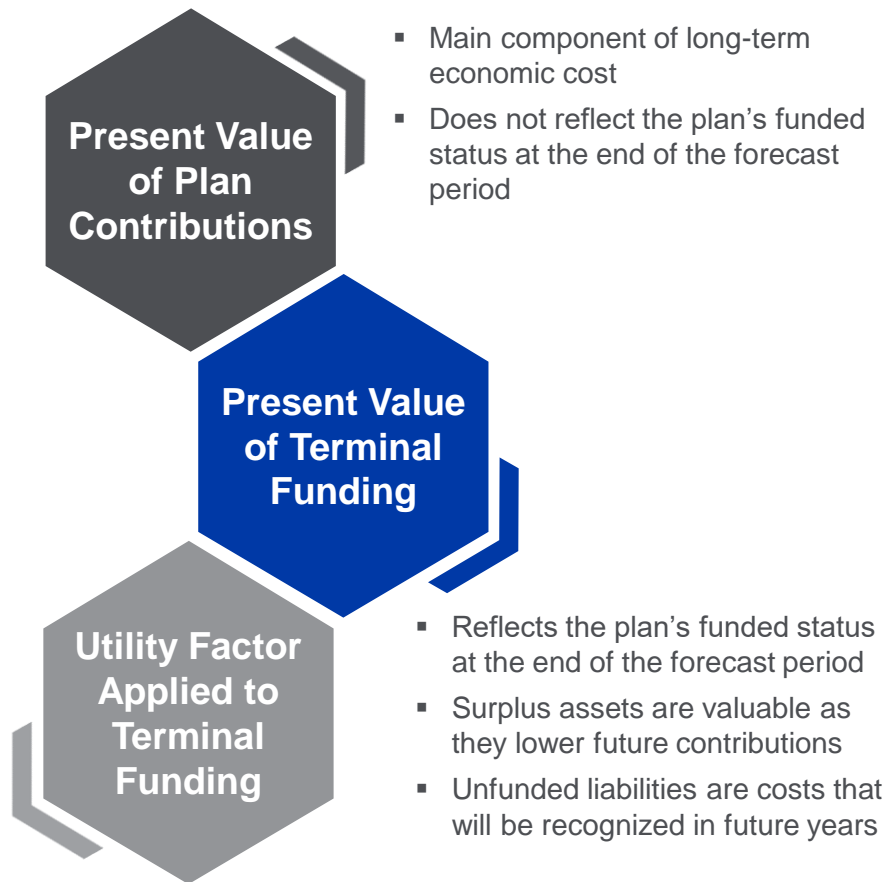 Present Value
of Plan
Contributions
▪ Main component of long-term
economic cost
▪ Does not reflect the plan’s funded
status at the end of the forecast
period
Present Value
of Terminal
Funding
Utility Factor
Applied to
Terminal
Funding
▪ Reflects the plan’s funded status
at the end of the forecast period
▪ Surplus assets are valuable as
they lower future contributions
▪ Unfunded liabilities are costs that
will be recognized in future years